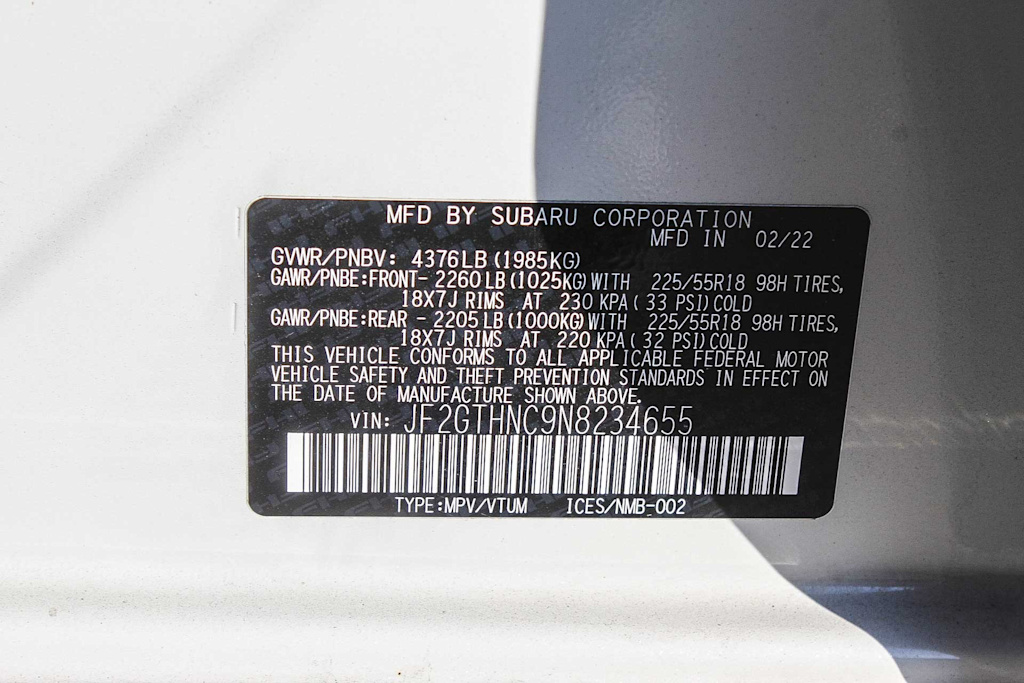 MFD BY SUBARU CORPORATION
MFD IN 02/22
GVWR/PNBV: 4376LB (1985KG)
GAWR/PNBE:FRONT-2260LB (1025KG)WITH 225/55R18 98H TIRES,
18X7J RIMS AT 230 KPA (33 PSI)COLD
GAWR/PNBE:REAR -2205LB (1000KG)WITH 225/55R18 98H TIRES,
18X7J RIMS AT 220 KPA (32 PSI)COLD
THIS VEHICLE CONFORMS TO ALL APPLICABLE FEDERAL MOTOR
VEHICLE SAFETY AND THEFT PREVENTION STANDARDS IN EFFECT ON
THE DATE OF MANUFACTURE SHOWN ABOVE.
VIN: JF2GTHNC9N8234655
TYPE:MPV/VTUM ICES/NMB-002